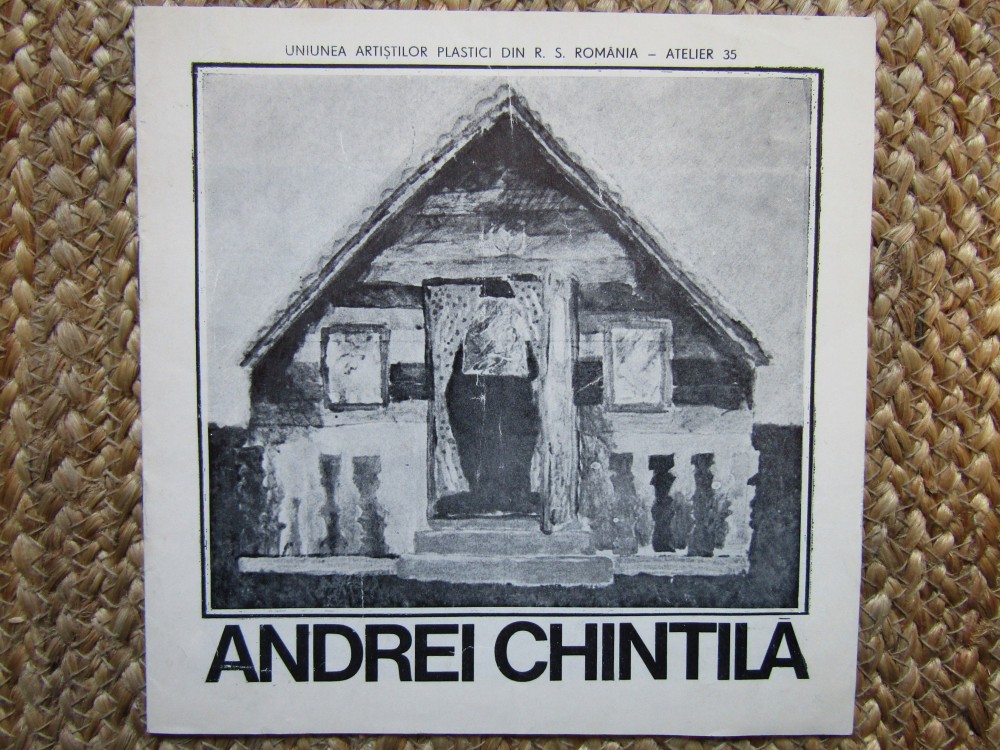 UNIUNEA ARTIȘTILOR PLASTICI DIN R. S. ROMÂNIA – ATELIER 35
ANDREI CHINTILĂ